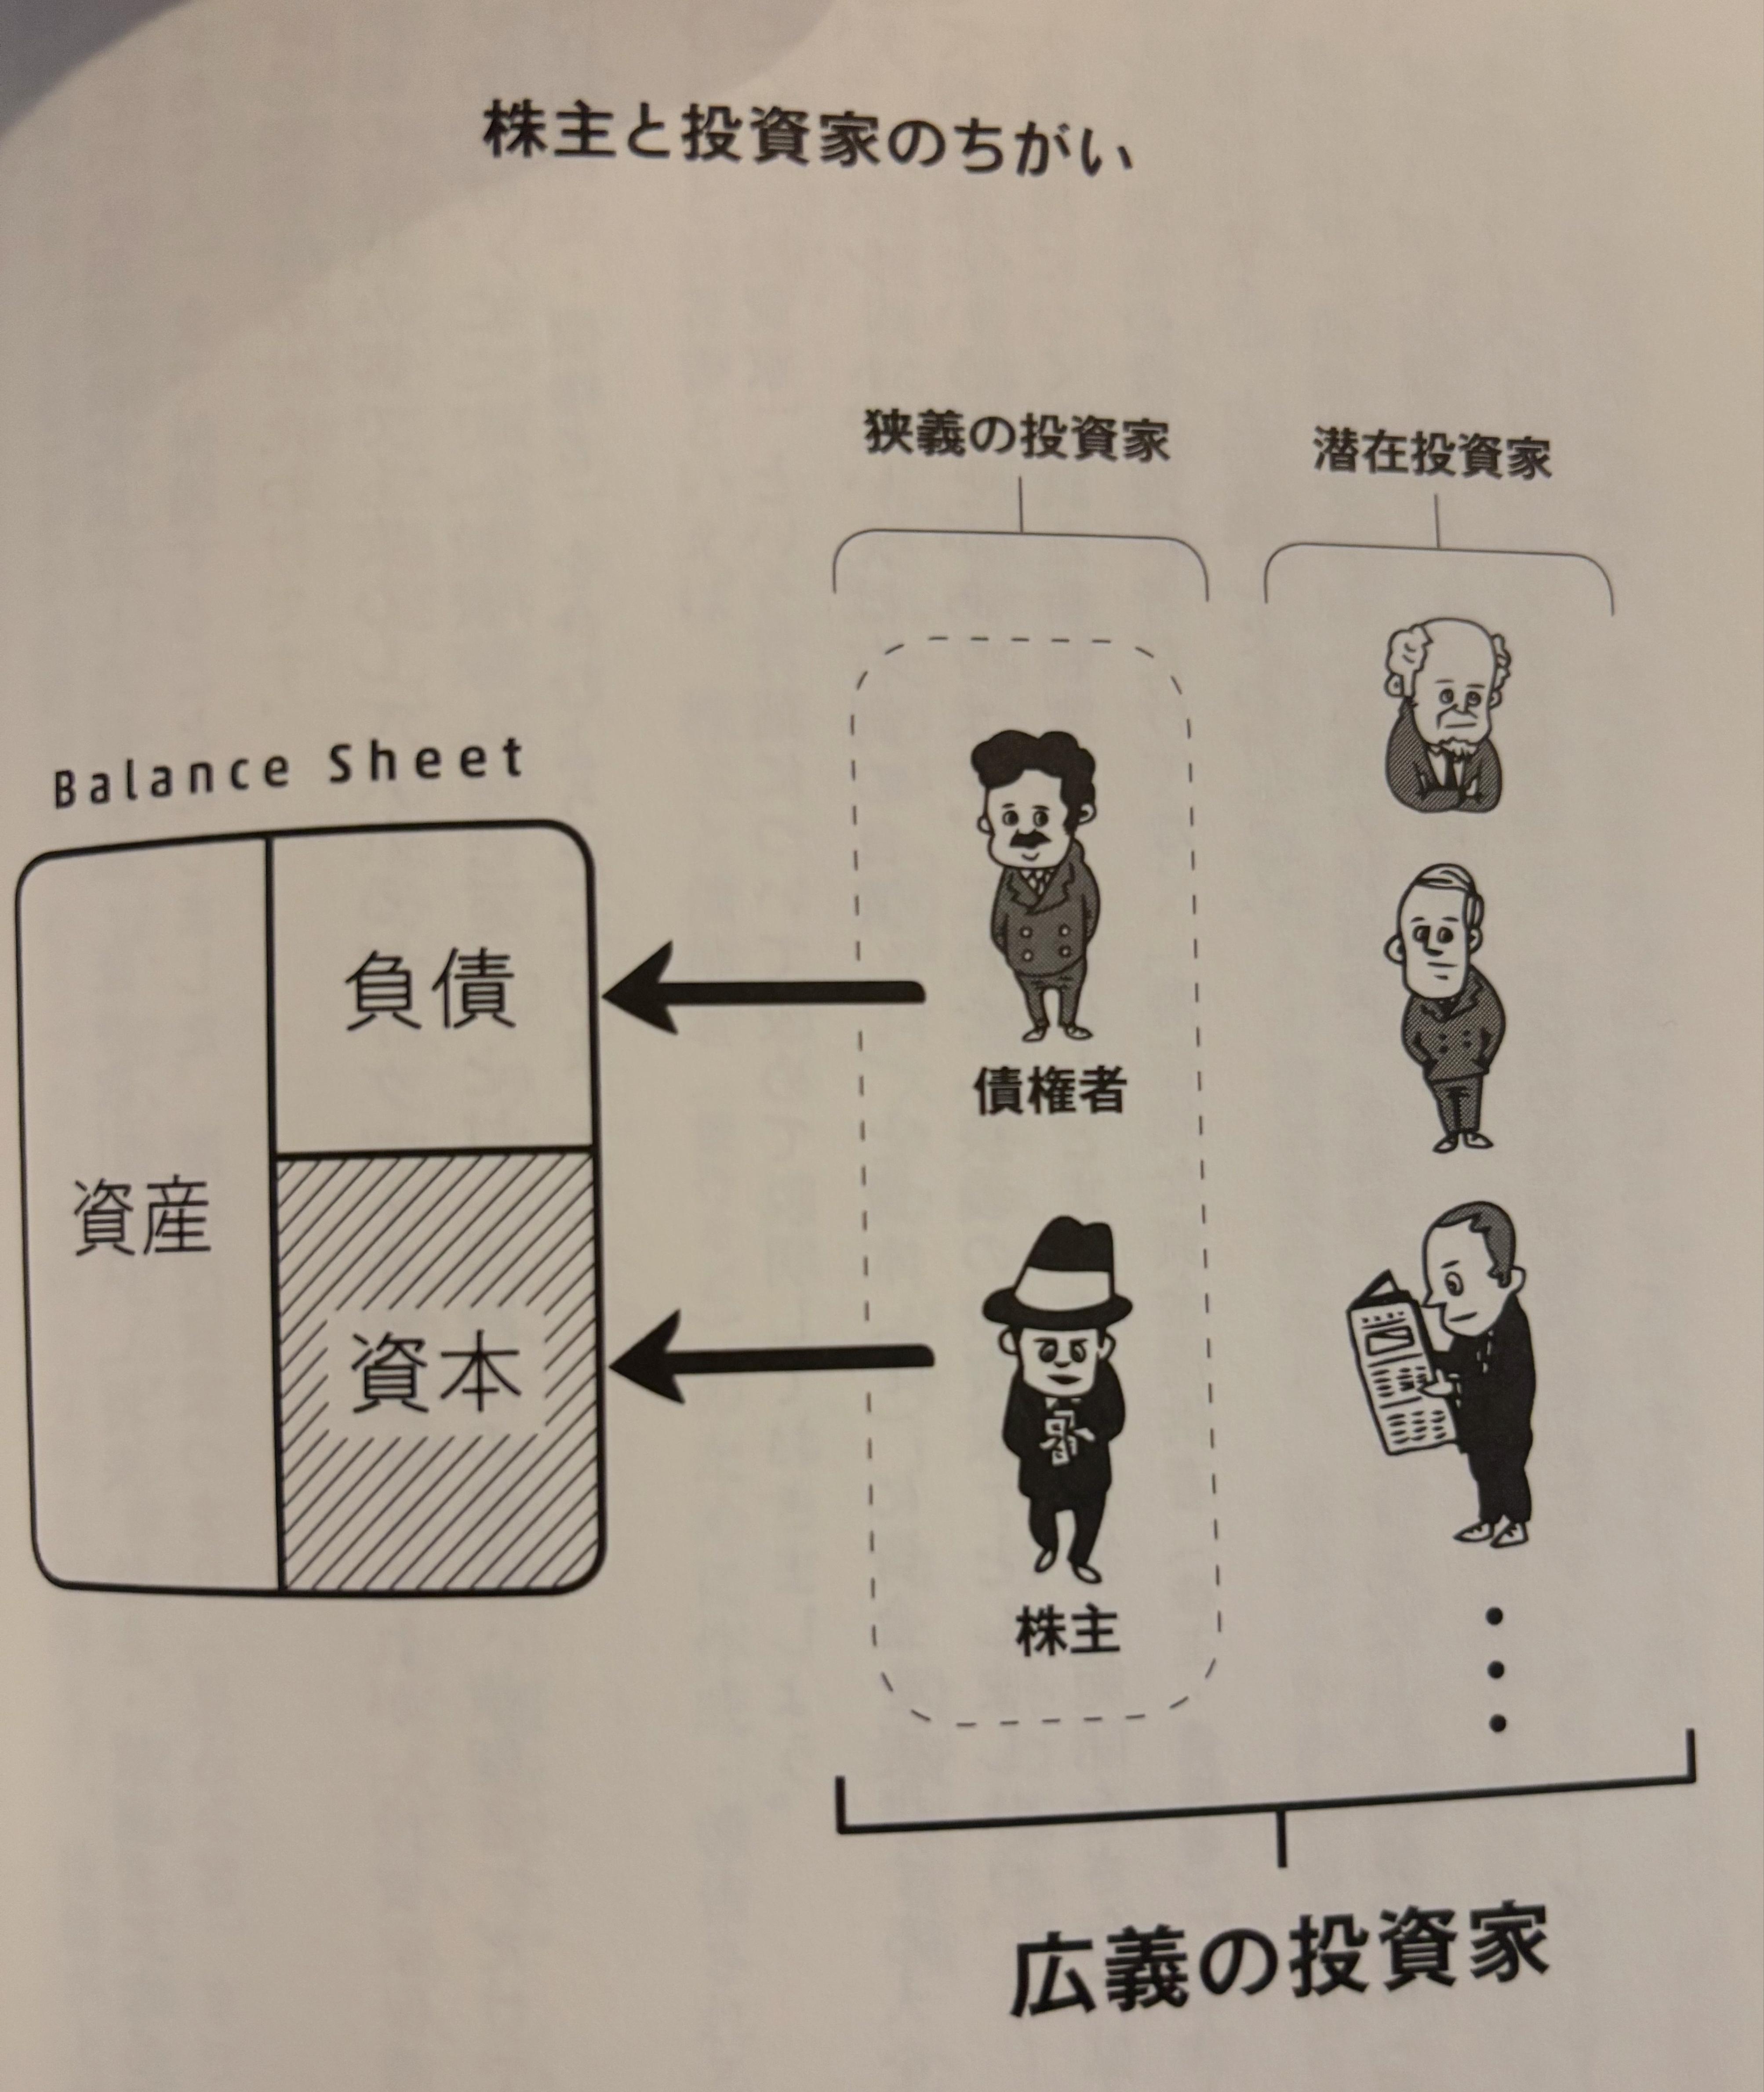 株主と投資家のちがい
狭義の投資家
潜在投資家
Balance Sheet
資産
負債
資本
債権者
株主
広義の投資家